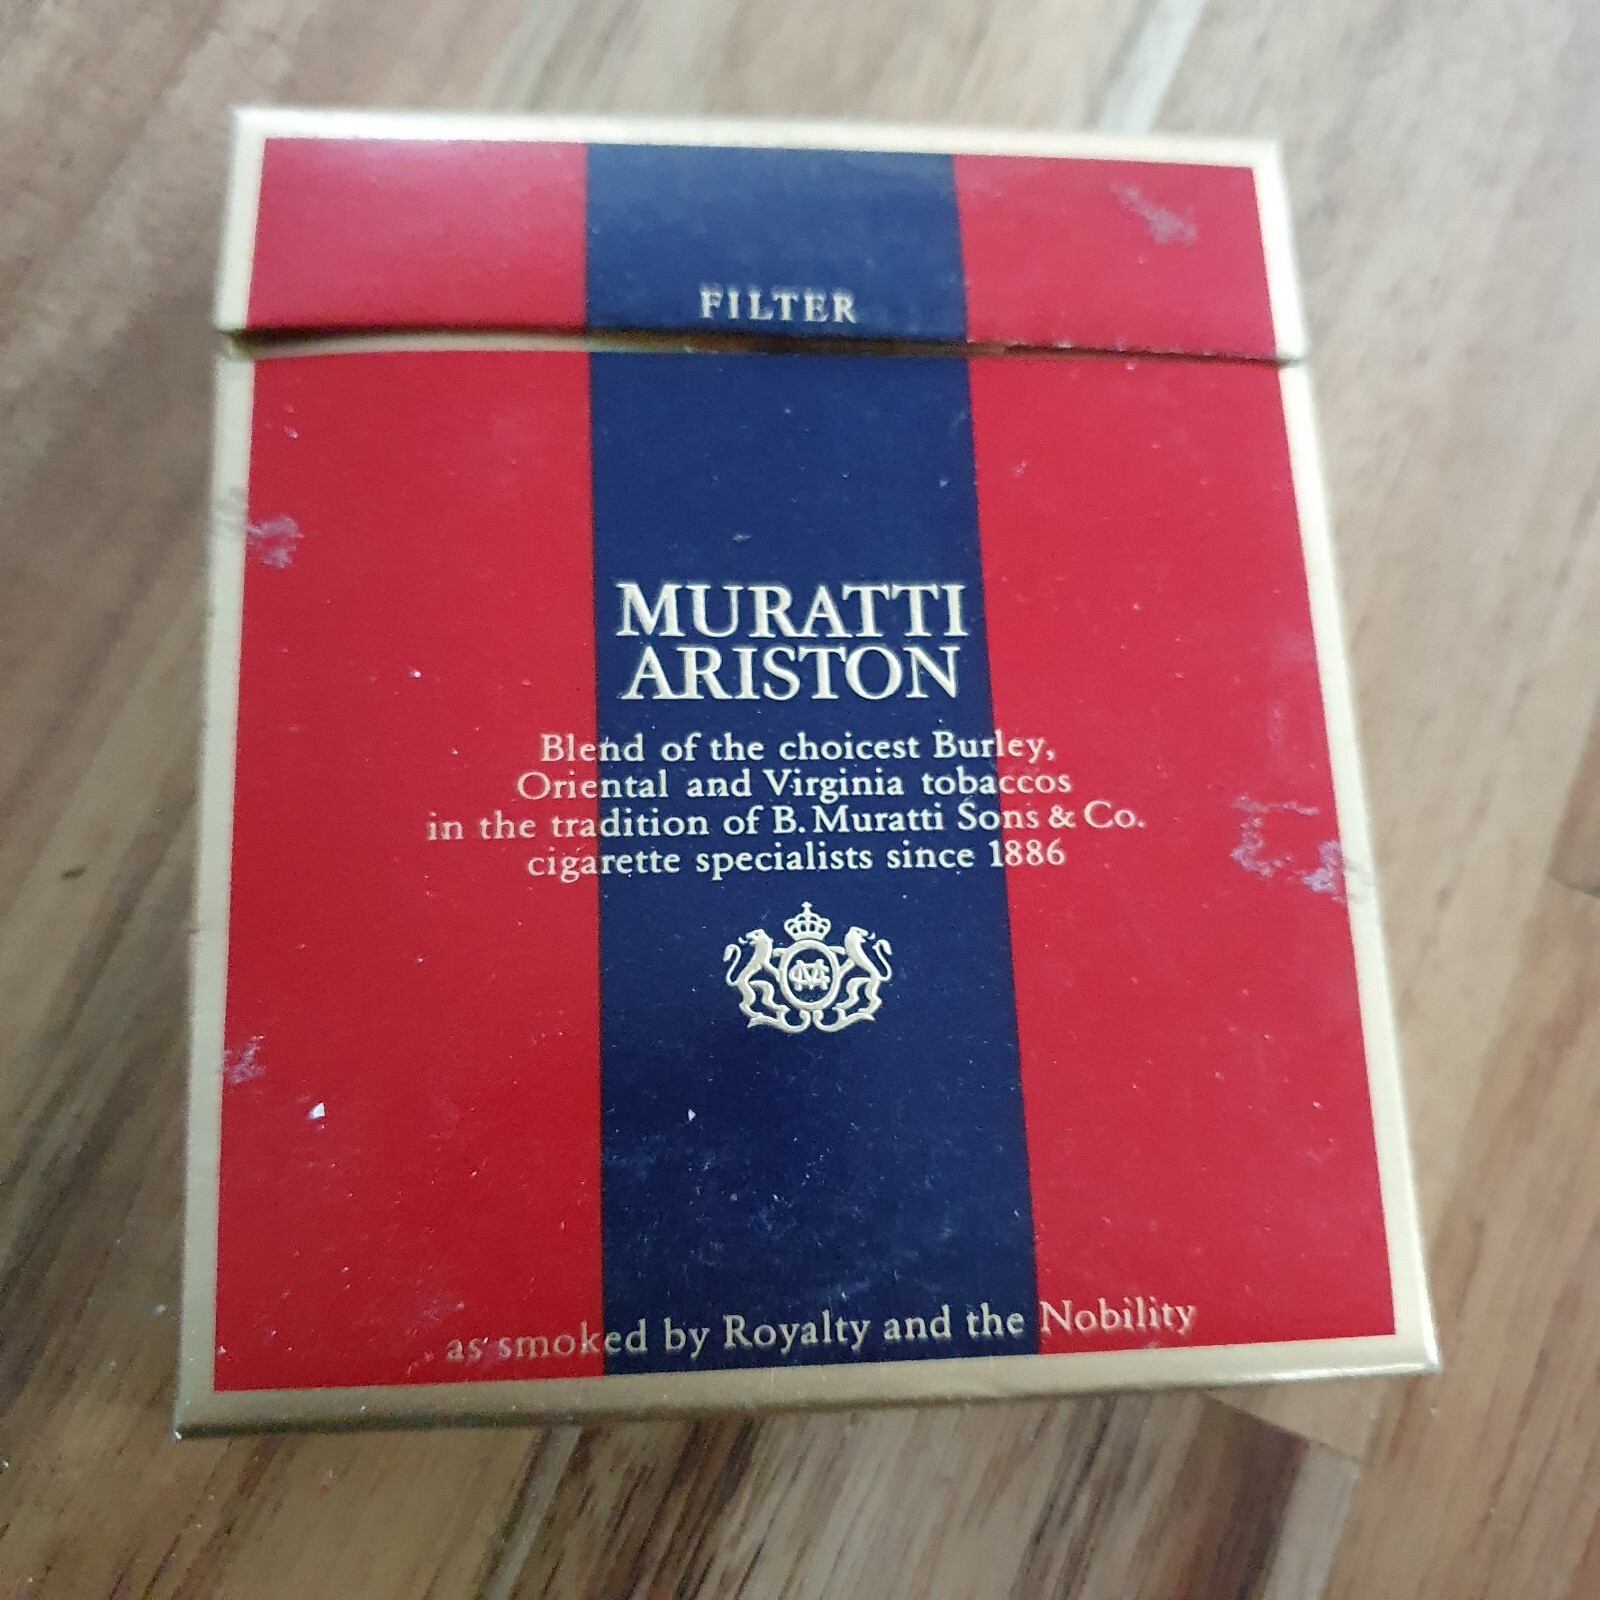 FILTER
MURATTI
ARISTON
Blend of the choicest Burley,
Oriental and Virginia tobaccos
in the tradition of B. Muratti Sons & Co.
cigarette specialists since 1886
as smoked by Royalty and the Nobility